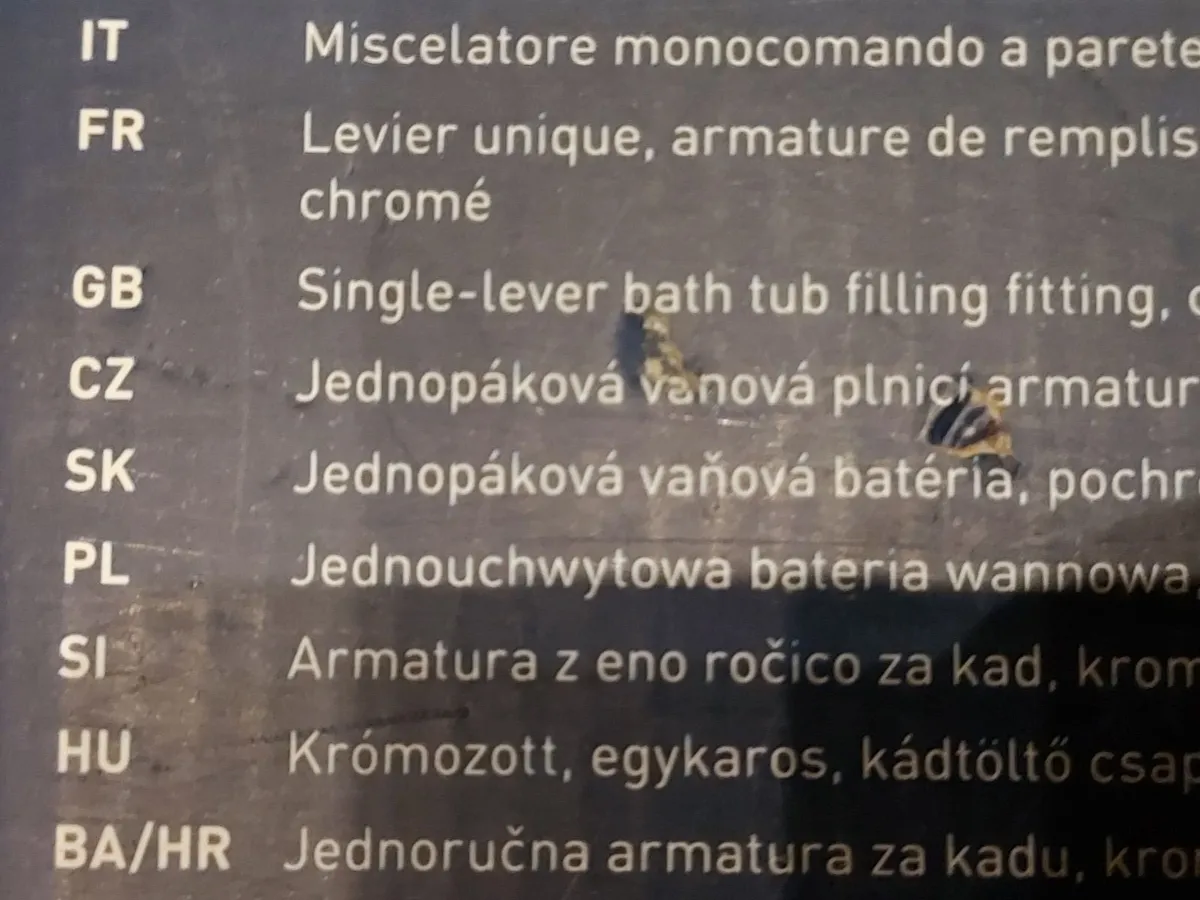 IT Miscelatore monocomando a parete
FR Levier unique, armature de remplis
chromé
GB Single-lever bath tub filling fitting, c
CZ Jednopáková vanová plnicí armatur
SK Jednopáková vaňová batéria, pochr
PL Jednouchwytowa bateria wannowa,
SI Armatura z eno ročico za kad, krom
HU Krómozott, egykaros, kádtöltő csap
BA/HR Jednoručna armatura za kadu, kro